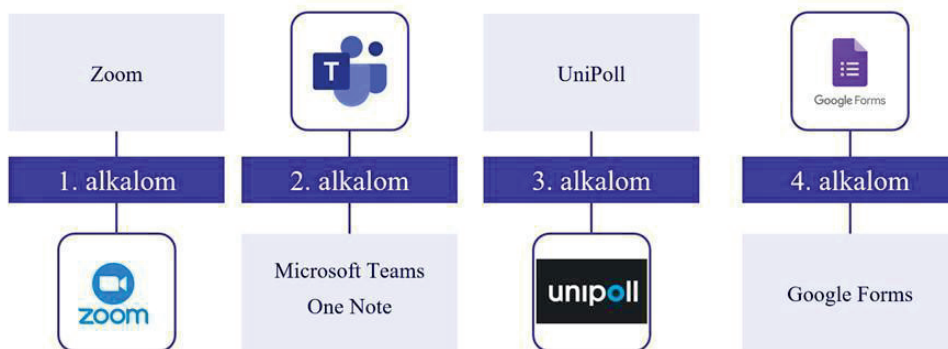 Zoom
T
UniPoll
Google Forms
1. alkalom
2. alkalom
3. alkalom
4. alkalom
zoom
Microsoft Teams
One Note
unipoll
Google Forms